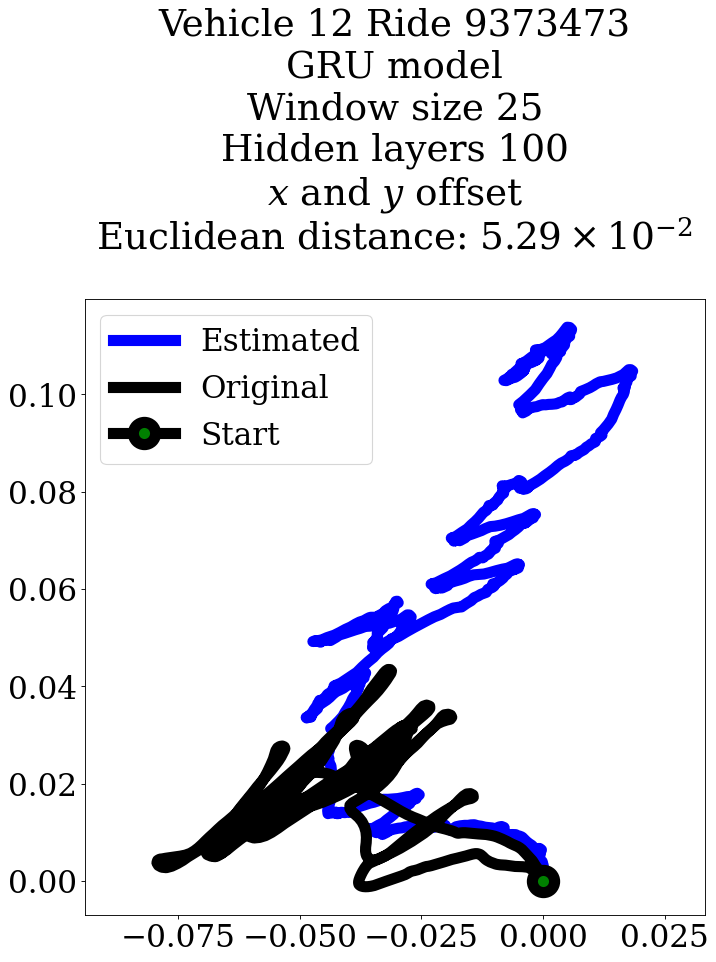 Vehicle 12 Ride 9373473
GRU model
Window size 25
Hidden layers 100
x and y offset
Euclidean distance: 5.29 × 10⁻²
Estimated
Original
Start
0.10
0.08
0.06
0.04
0.02
0.00
−0.075 −0.050 −0.025 0.000 0.025